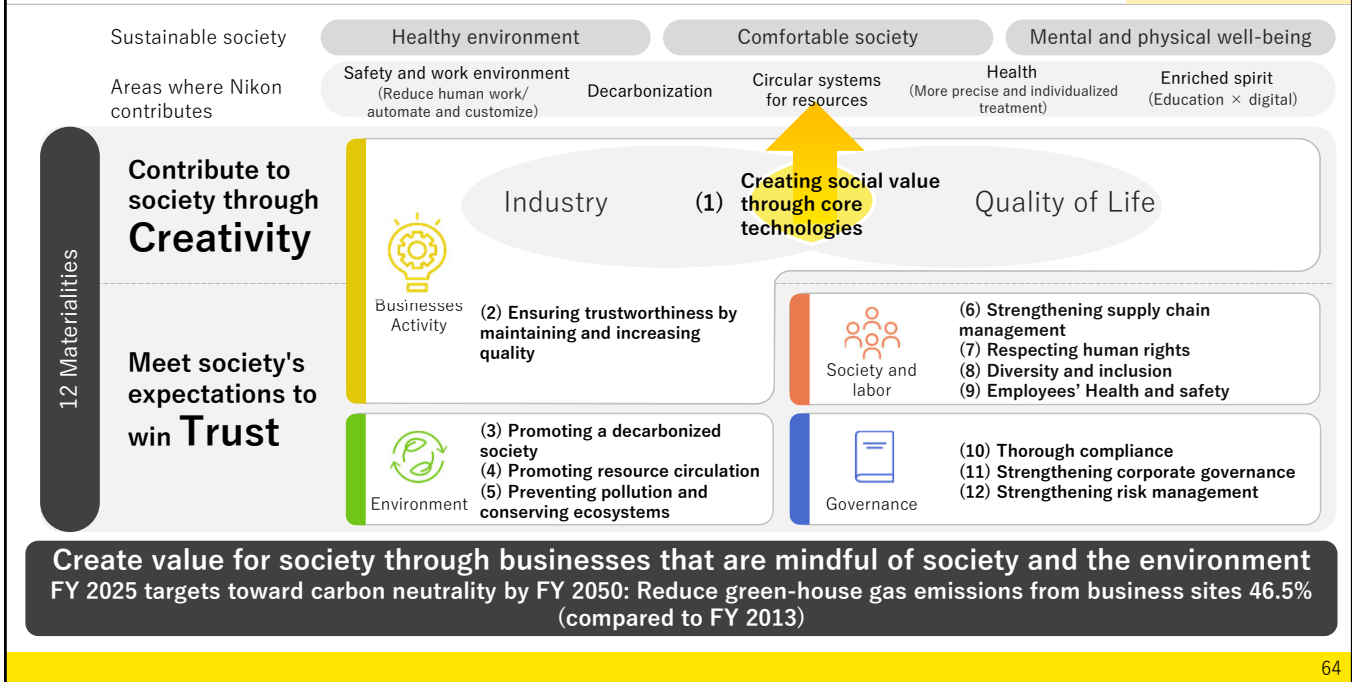 Sustainable society
Healthy environment
Comfortable society
Mental and physical well-being
Areas where Nikon
contributes
Safety and work environment
(Reduce human work/
automate and customize)
Decarbonization
Circular systems
for resources
Health
(More precise and individualized
treatment)
Enriched spirit
(Education × digital)
12 Materialities
Contribute to
society through
Creativity
Industry
(1)
Creating social value
through core
technologies
Quality of Life
Businesses
Activity
(2) Ensuring trustworthiness by
maintaining and increasing
quality
Meet society's
expectations to
win Trust
(3) Promoting a decarbonized
society
(4) Promoting resource circulation
(5) Preventing pollution and
conserving ecosystems
Environment
(6) Strengthening supply chain
management
(7) Respecting human rights
(8) Diversity and inclusion
(9) Employees’ Health and safety
Society and
labor
(10) Thorough compliance
(11) Strengthening corporate governance
(12) Strengthening risk management
Governance
Create value for society through businesses that are mindful of society and the environment
FY 2025 targets toward carbon neutrality by FY 2050: Reduce green-house gas emissions from business sites 46.5%
(compared to FY 2013)
64